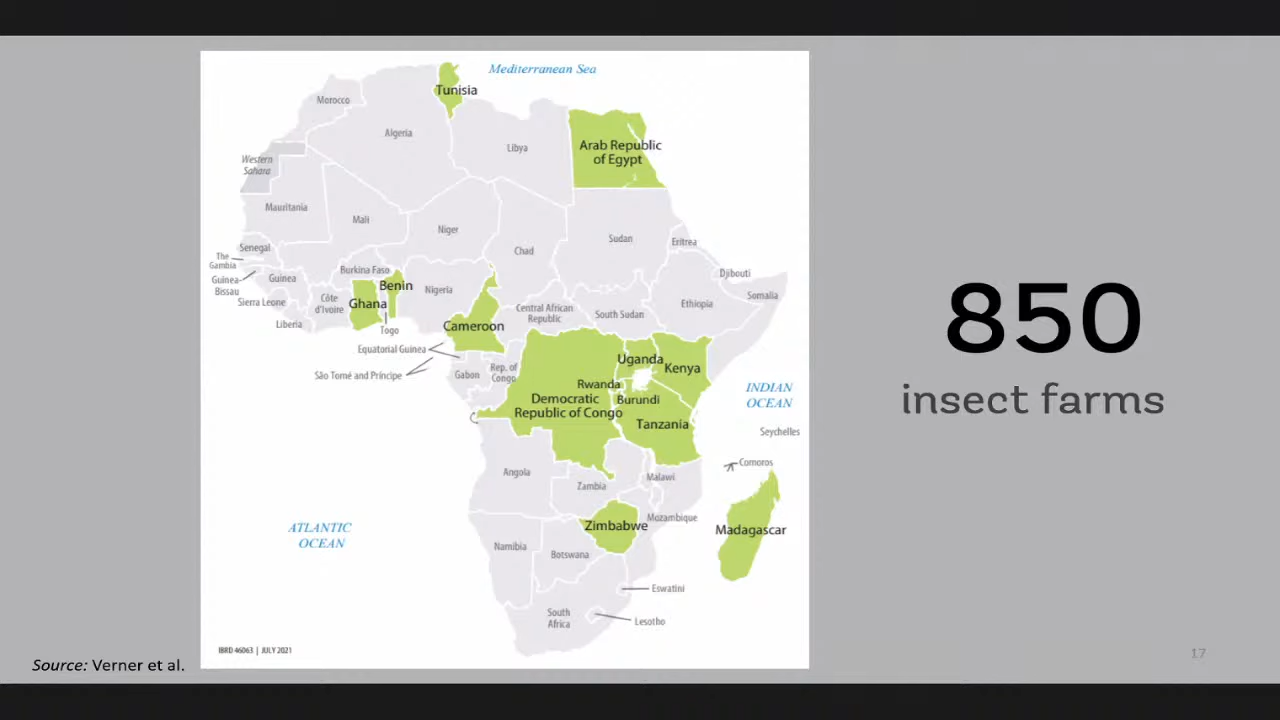 Mediterranean Sea
Tunisia
Morocco
Algeria
Libya
Arab Republic
of Egypt
Western
Sahara
Mauritania
Mali
Niger
Chad
Sudan
Eritrea
Senegal
The
Gambia
Guinea-
Bissau
Guinea
Sierra Leone
Liberia
Côte
d'Ivoire
Burkina Faso
Ghana
Benin
Togo
Nigeria
Cameroon
Central African
Republic
South Sudan
Ethiopia
Djibouti
Somalia
Equatorial Guinea
São Tomé and Príncipe
Gabon
Rep. of
Congo
Democratic
Republic of Congo
Uganda
Kenya
Rwanda
Burundi
Tanzania
INDIAN
OCEAN
Seychelles
Comoros
Angola
Zambia
Malawi
Mozambique
Zimbabwe
Madagascar
ATLANTIC
OCEAN
Namibia
Botswana
Eswatini
South
Africa
Lesotho
IBRD 46063 | JULY 2021
850
insect farms
Source: Verner et al.
17